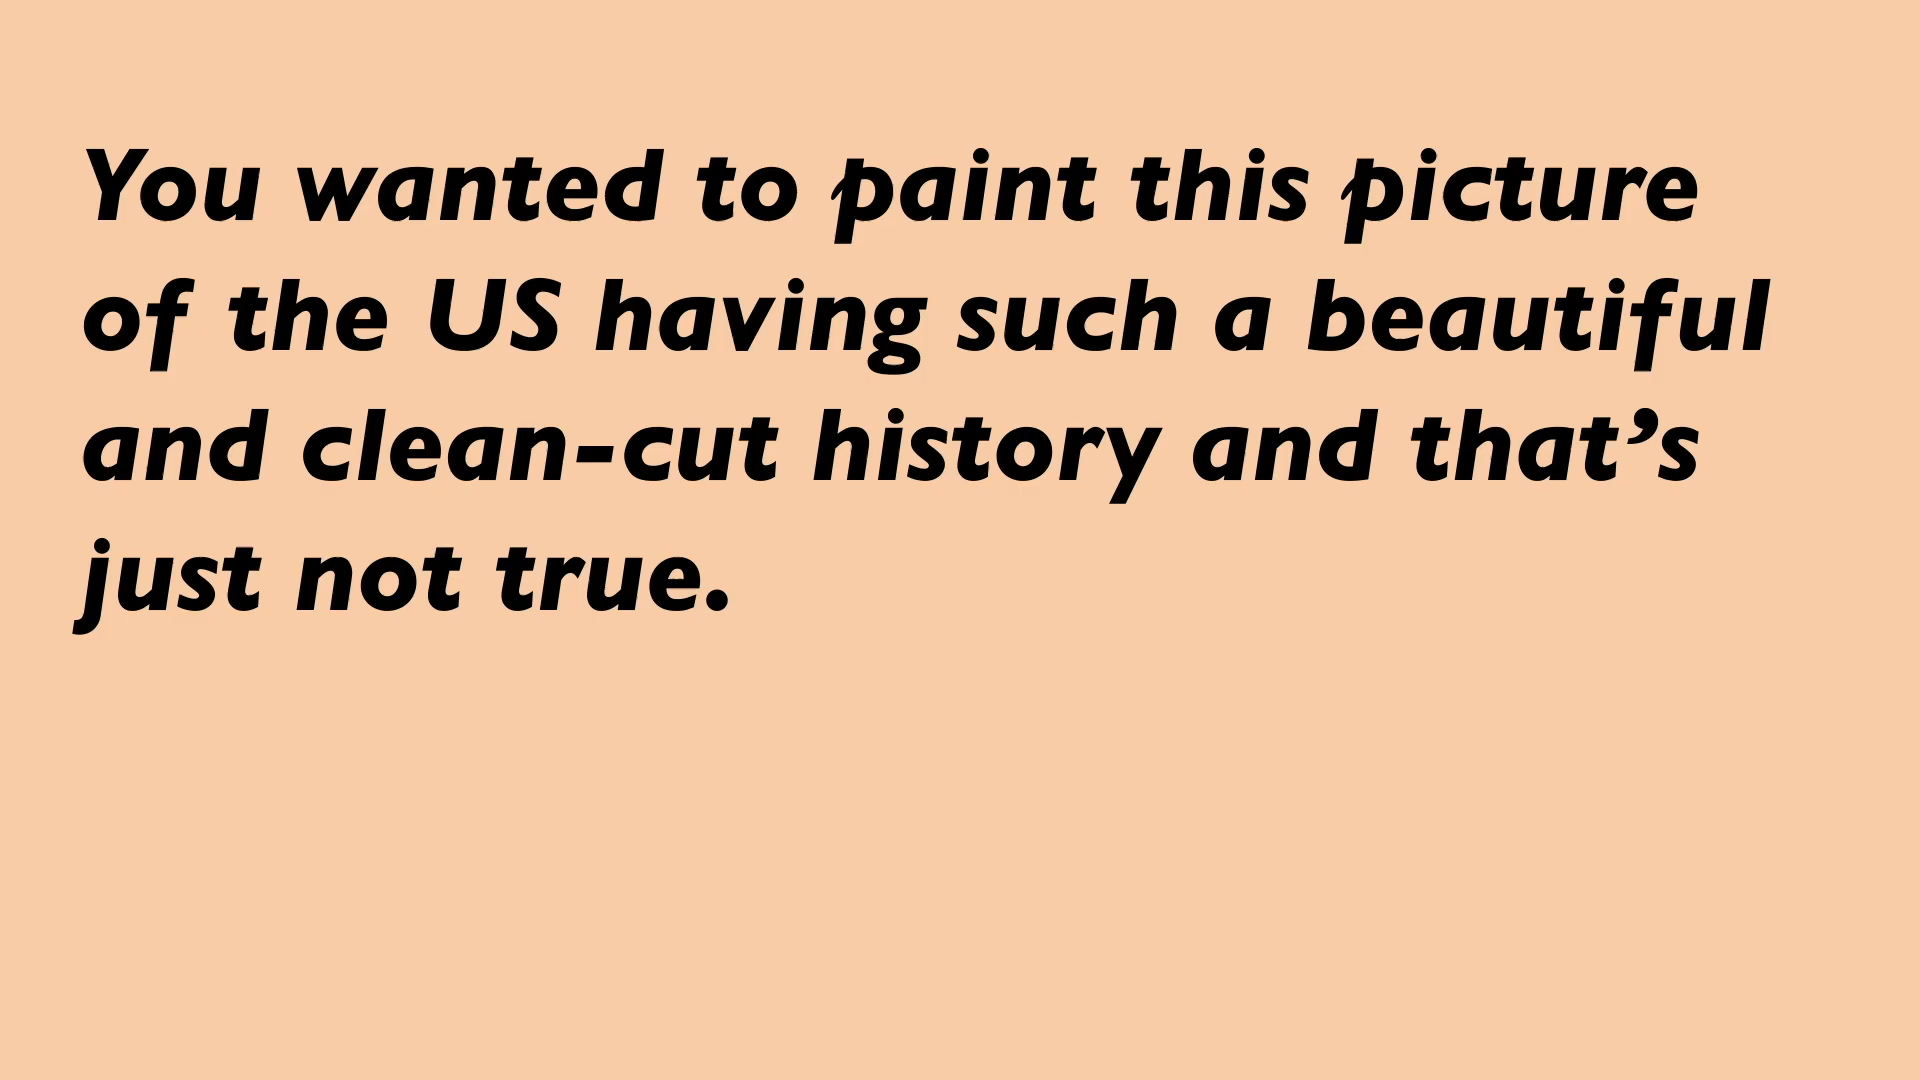 You wanted to paint this picture
of the US having such a beautiful
and clean-cut history and that’s
just not true.